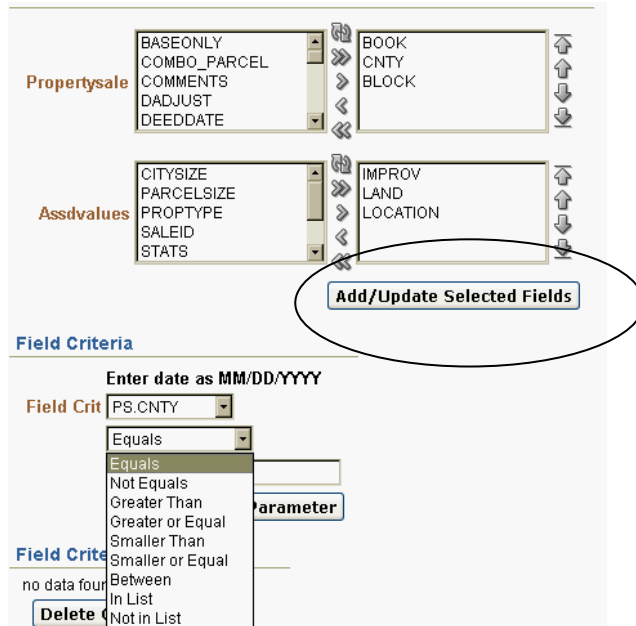 BASEONLY
COMBO_PARCEL
COMMENTS
DADJUST
DEEDDATE
Propertysale
BOOK
CNTY
BLOCK
CITYSIZE
PARCELSIZE
PROPTYPE
SALEID
STATS
Assdvalues
IMPROV
LAND
LOCATION
Add/Update Selected Fields
Field Criteria
Enter date as MM/DD/YYYY
Field Crit PS.CNTY
Equals
Equals
Not Equals
Greater Than
Greater or Equal
Smaller Than
Smaller or Equal
Between
In List
Not in List
Parameter
Field Crite
no data four
Delete